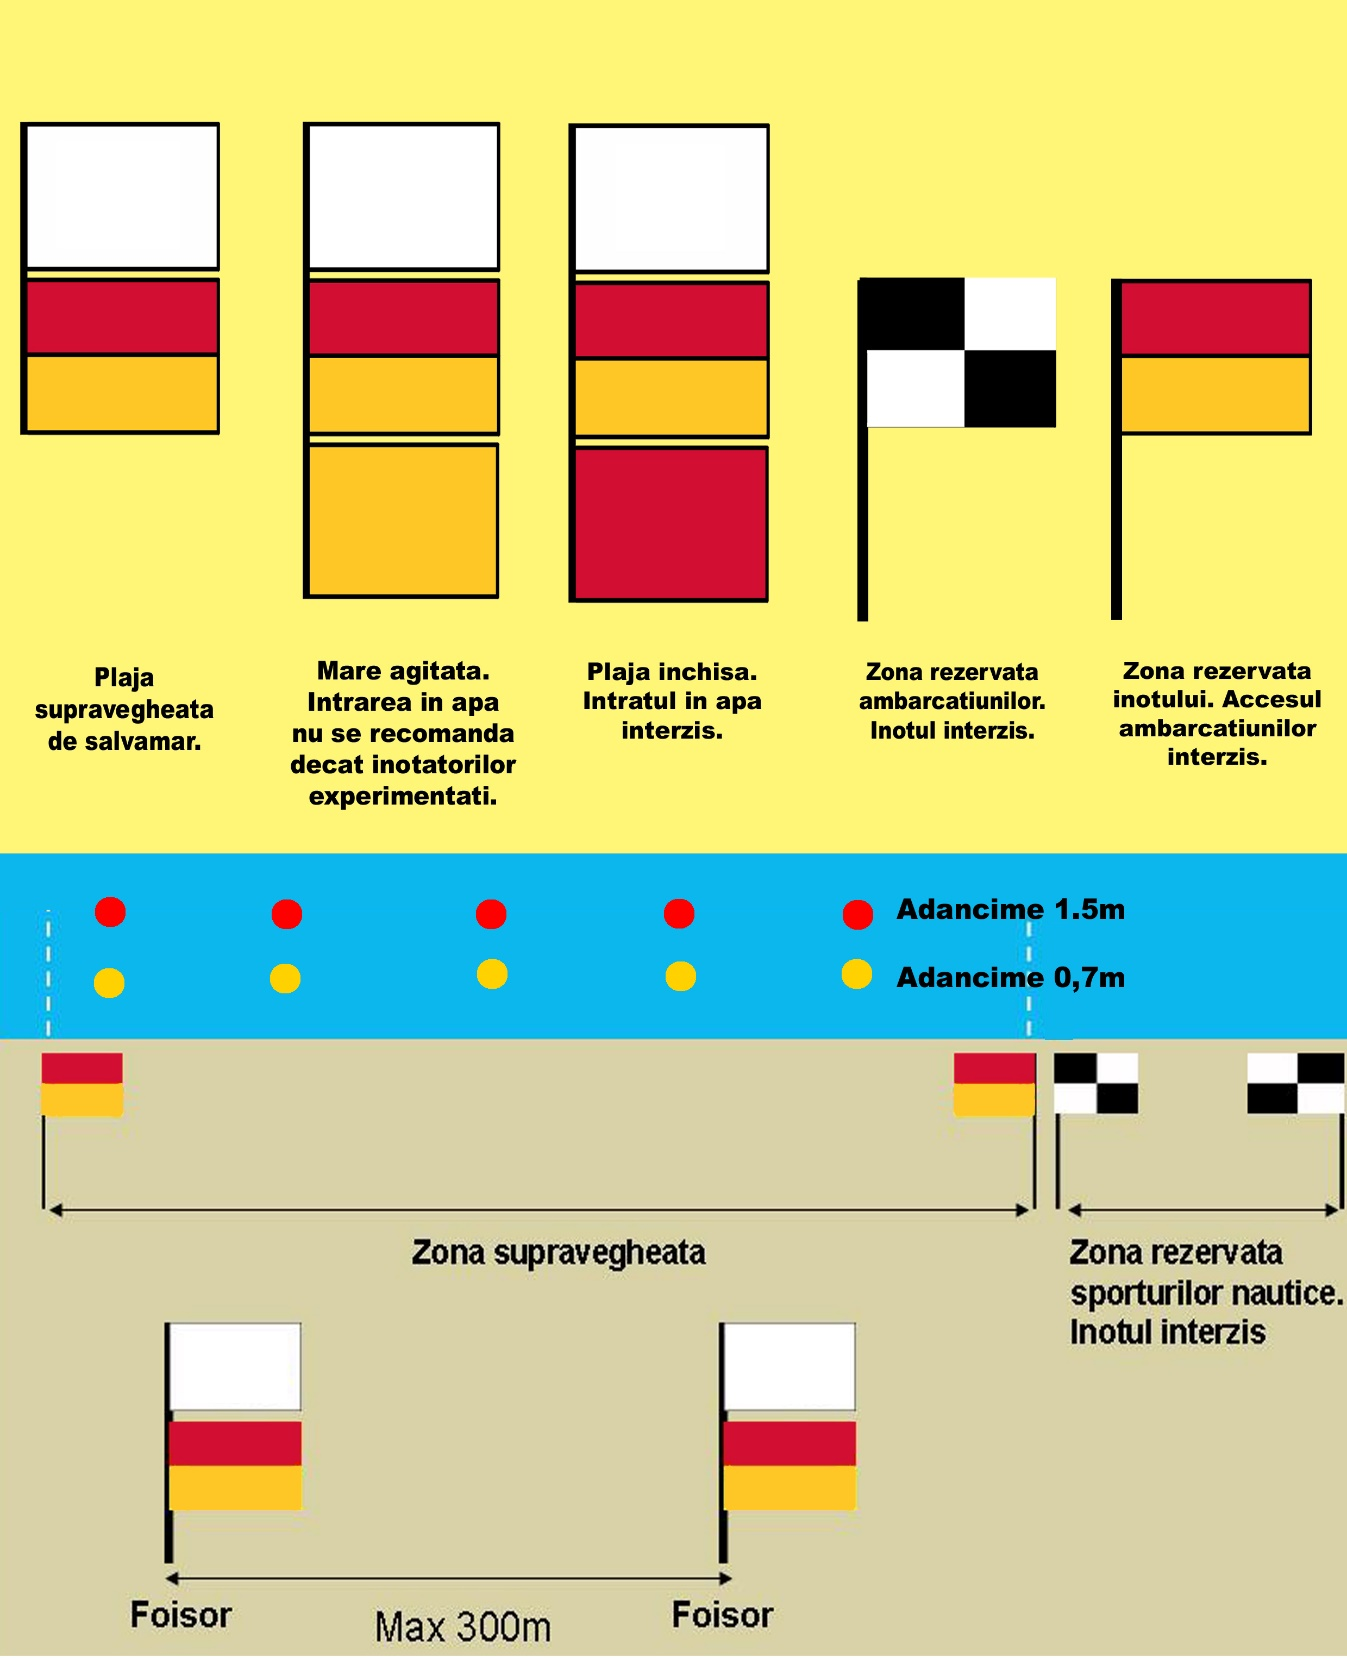 Plaja
supravegheata
de salvamar.
Mare agitata.
Intrarea in apa
nu se recomanda
decat inotatorilor
experimentati.
Plaja inchisa.
Intratul in apa
interzis.
Zona rezervata
ambarcatiunilor.
Inotul interzis.
Zona rezervata
inotului. Accesul
ambarcatiunilor
interzis.
Adancime 1.5m
Adancime 0,7m
Zona supravegheata
Zona rezervata
sporturilor nautice.
Inotul interzis
Foisor
Max 300m
Foisor